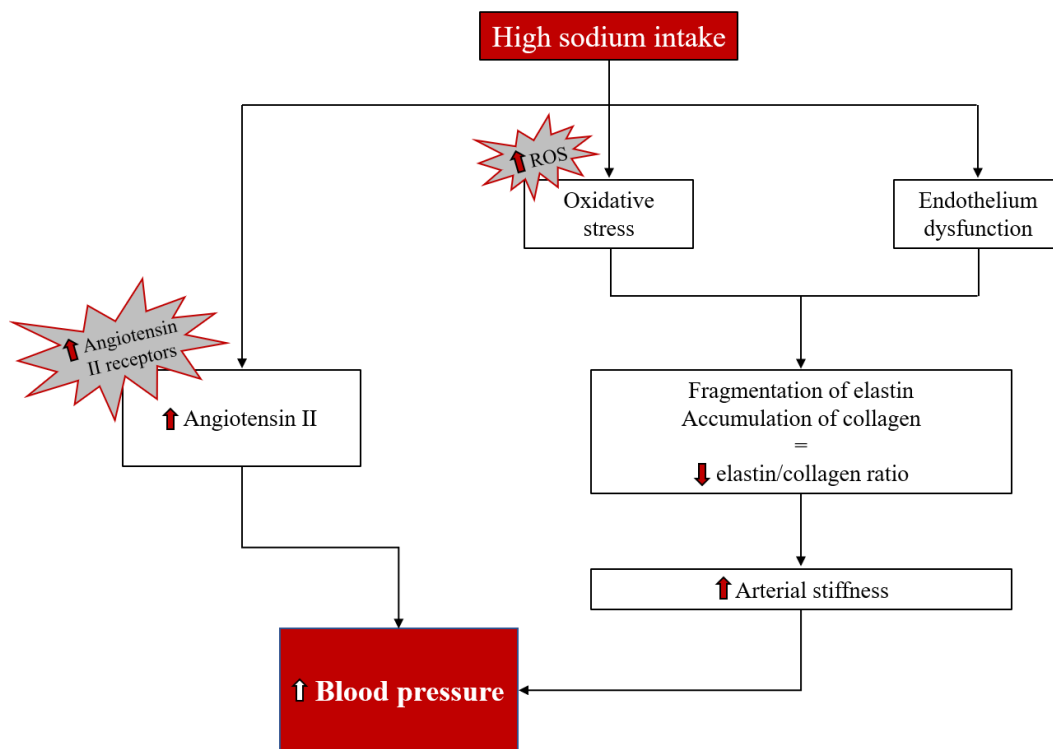 High sodium intake
ROS
Oxidative
stress
Endothelium
dysfunction
Angiotensin
II receptors
Angiotensin II
Fragmentation of elastin
Accumulation of collagen
=
elastin/collagen ratio
Arterial stiffness
Blood pressure